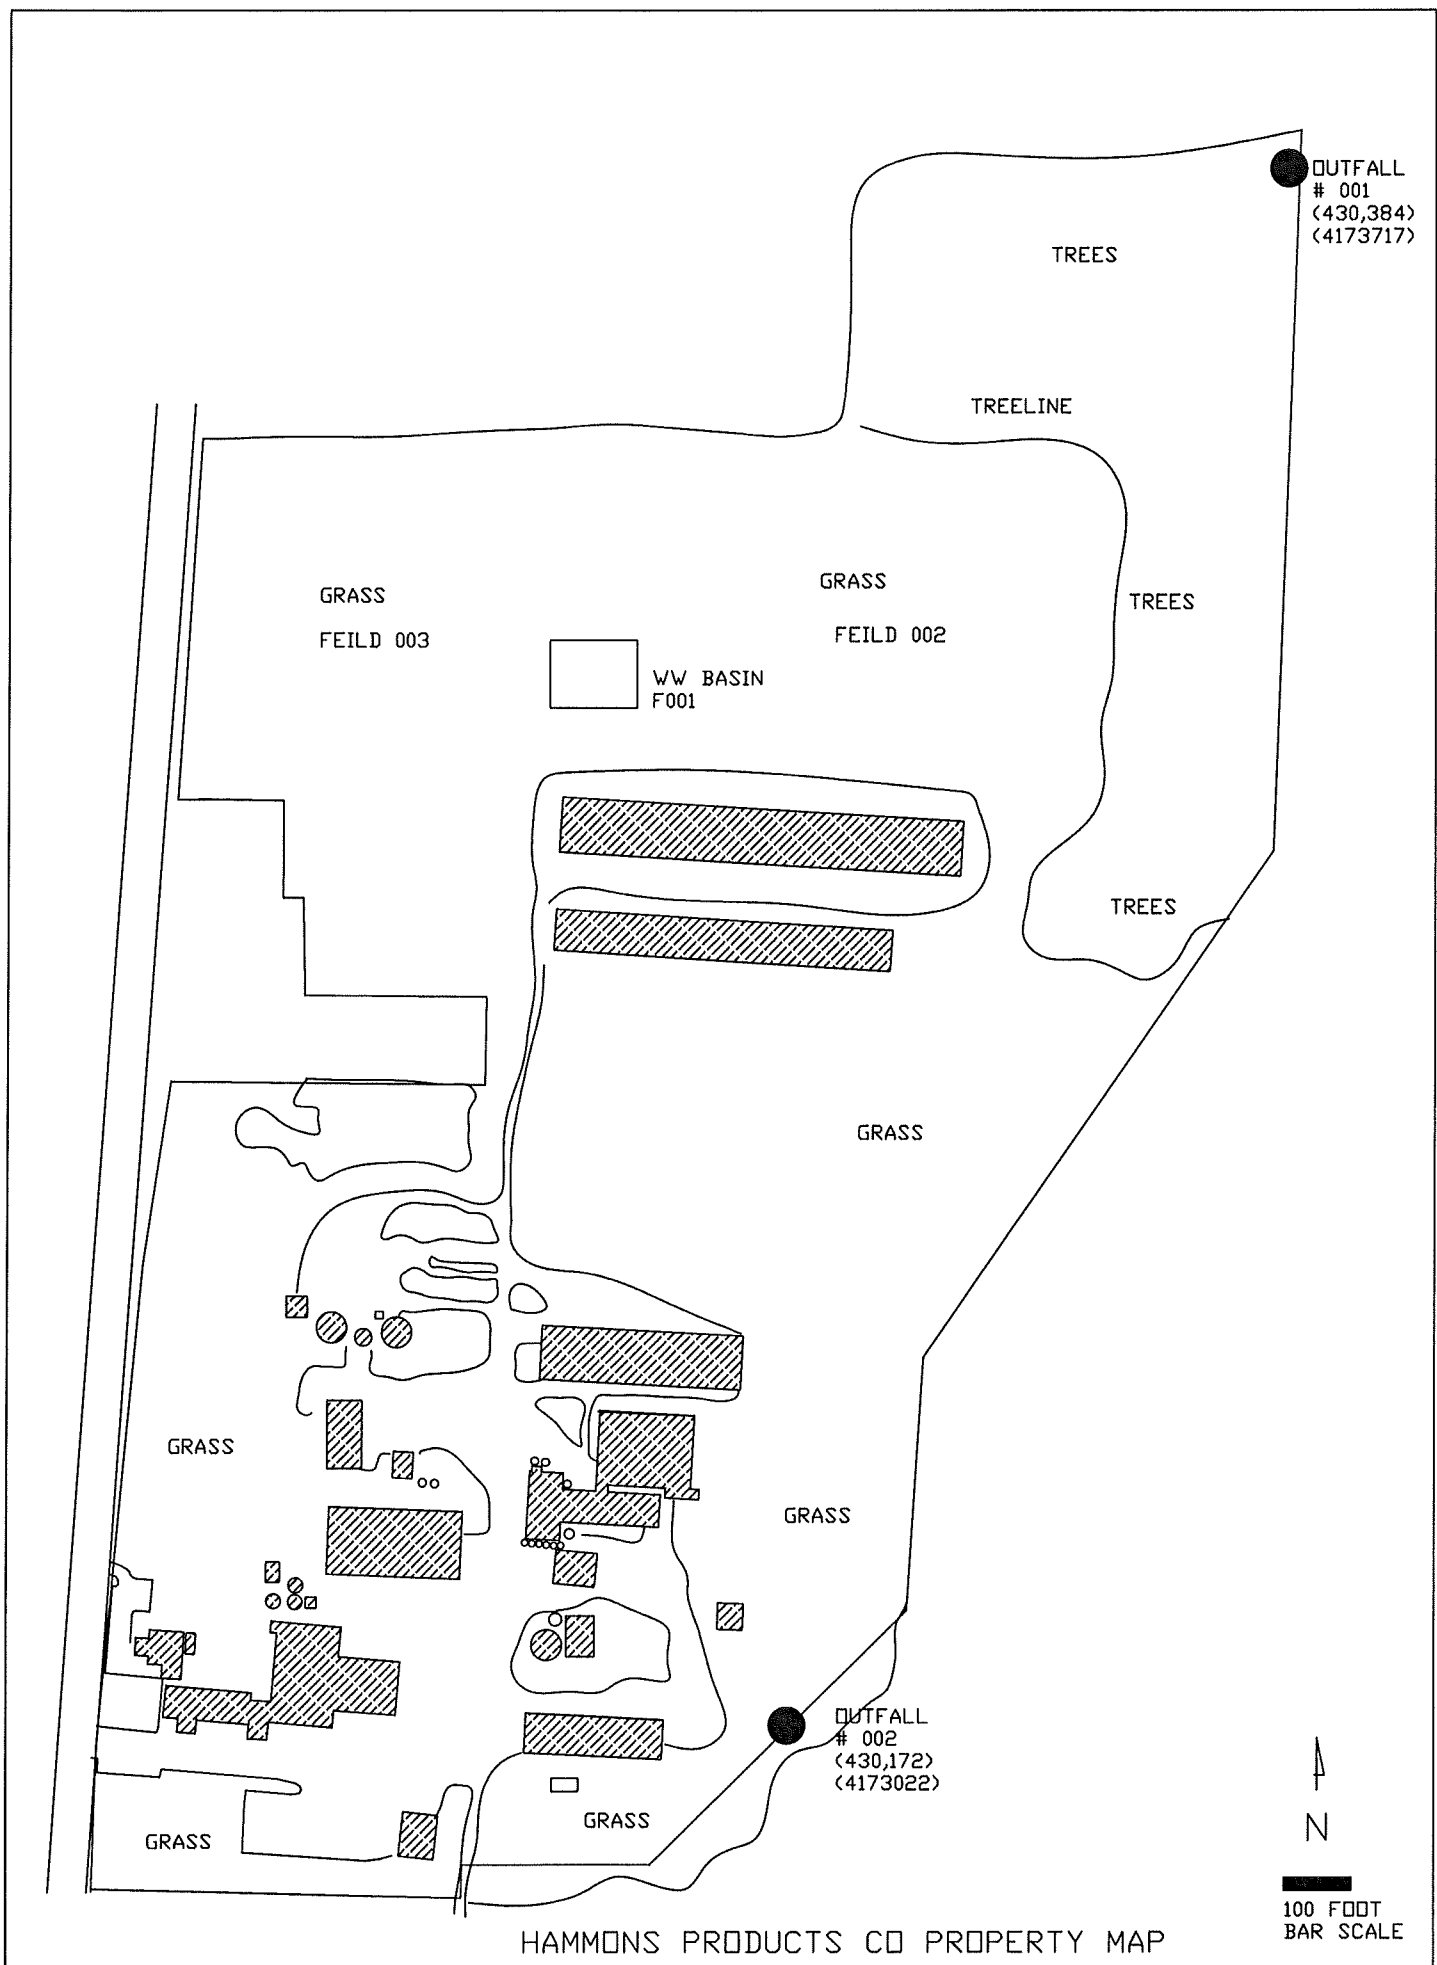 OUTFALL
# 001
(430,384)
(4173717)
TREES
TREELINE
GRASS
FEILD 003
GRASS
FEILD 002
TREES
WW BASIN
F001
TREES
GRASS
GRASS
GRASS
OUTFALL
# 002
(430,172)
(4173022)
GRASS
GRASS
N
100 FOOT
BAR SCALE
HAMMONS PRODUCTS CO PROPERTY MAP